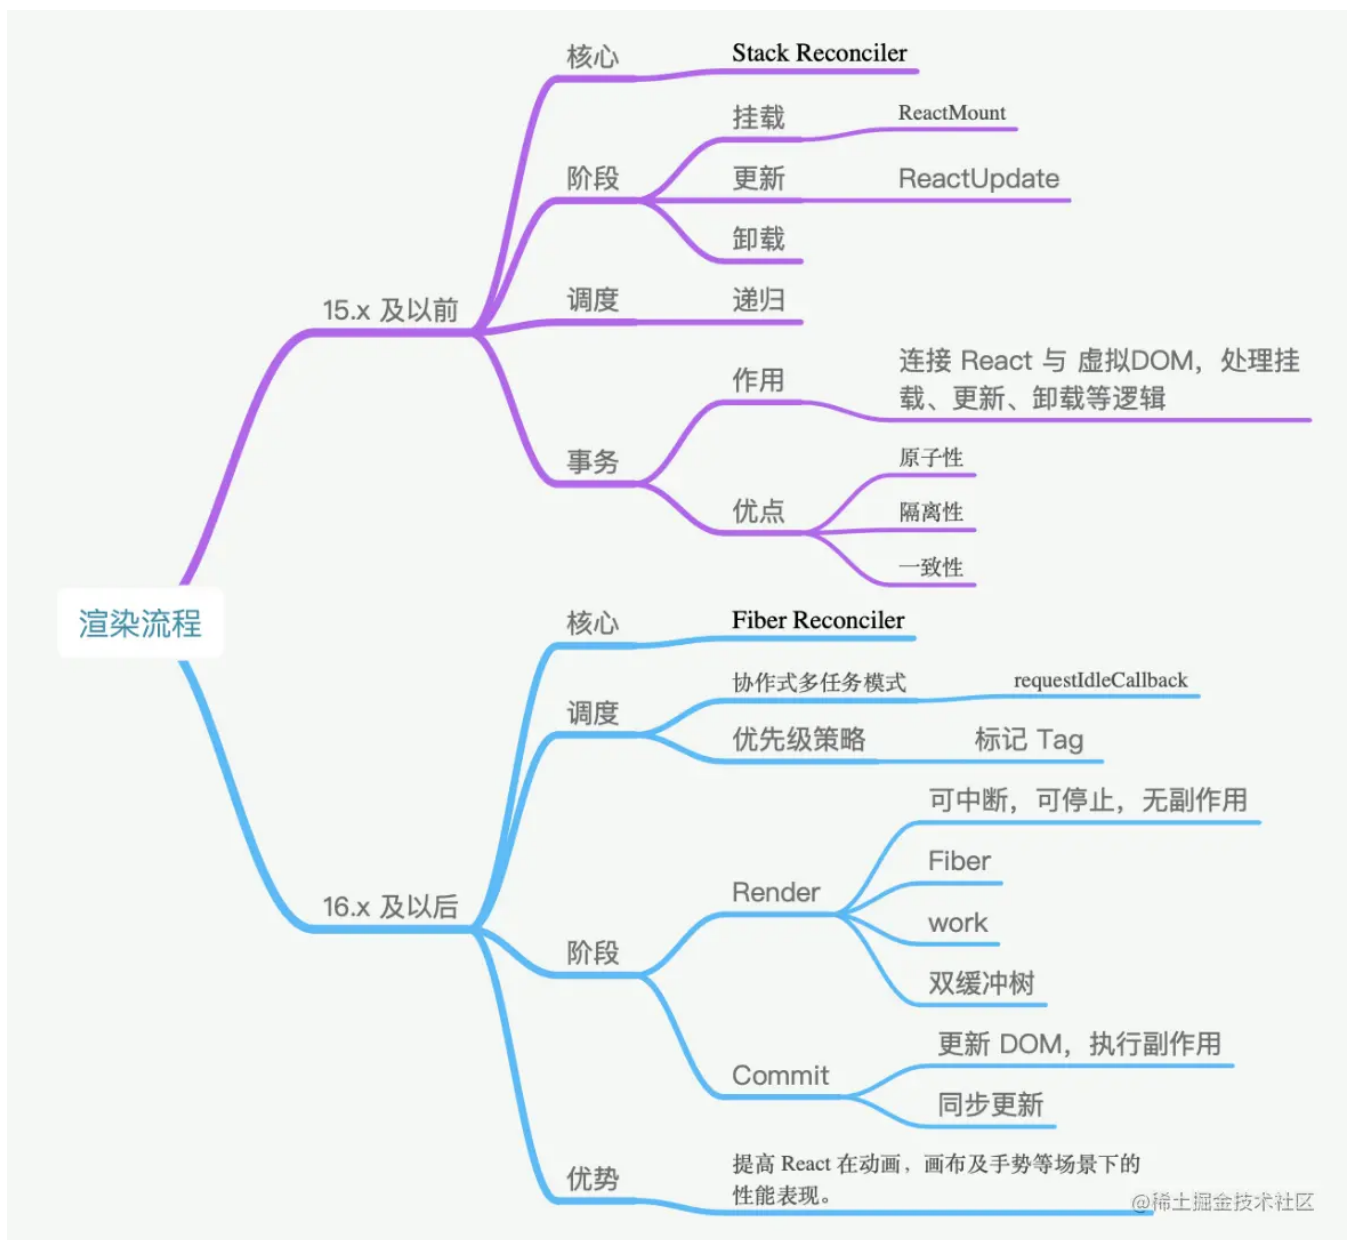 渲染流程
15.x 及以前
核心
Stack Reconciler
阶段
挂载
ReactMount
更新
ReactUpdate
卸载
调度
递归
事务
作用
连接 React 与 虚拟DOM，处理挂
载、更新、卸载等逻辑
优点
原子性
隔离性
一致性
16.x 及以后
核心
Fiber Reconciler
调度
协作式多任务模式
requestIdleCallback
优先级策略
标记 Tag
阶段
Render
可中断，可停止，无副作用
Fiber
work
双缓冲树
Commit
更新 DOM，执行副作用
同步更新
优势
提高 React 在动画，画布及手势等场景下的
性能表现。
@稀土掘金技术社区